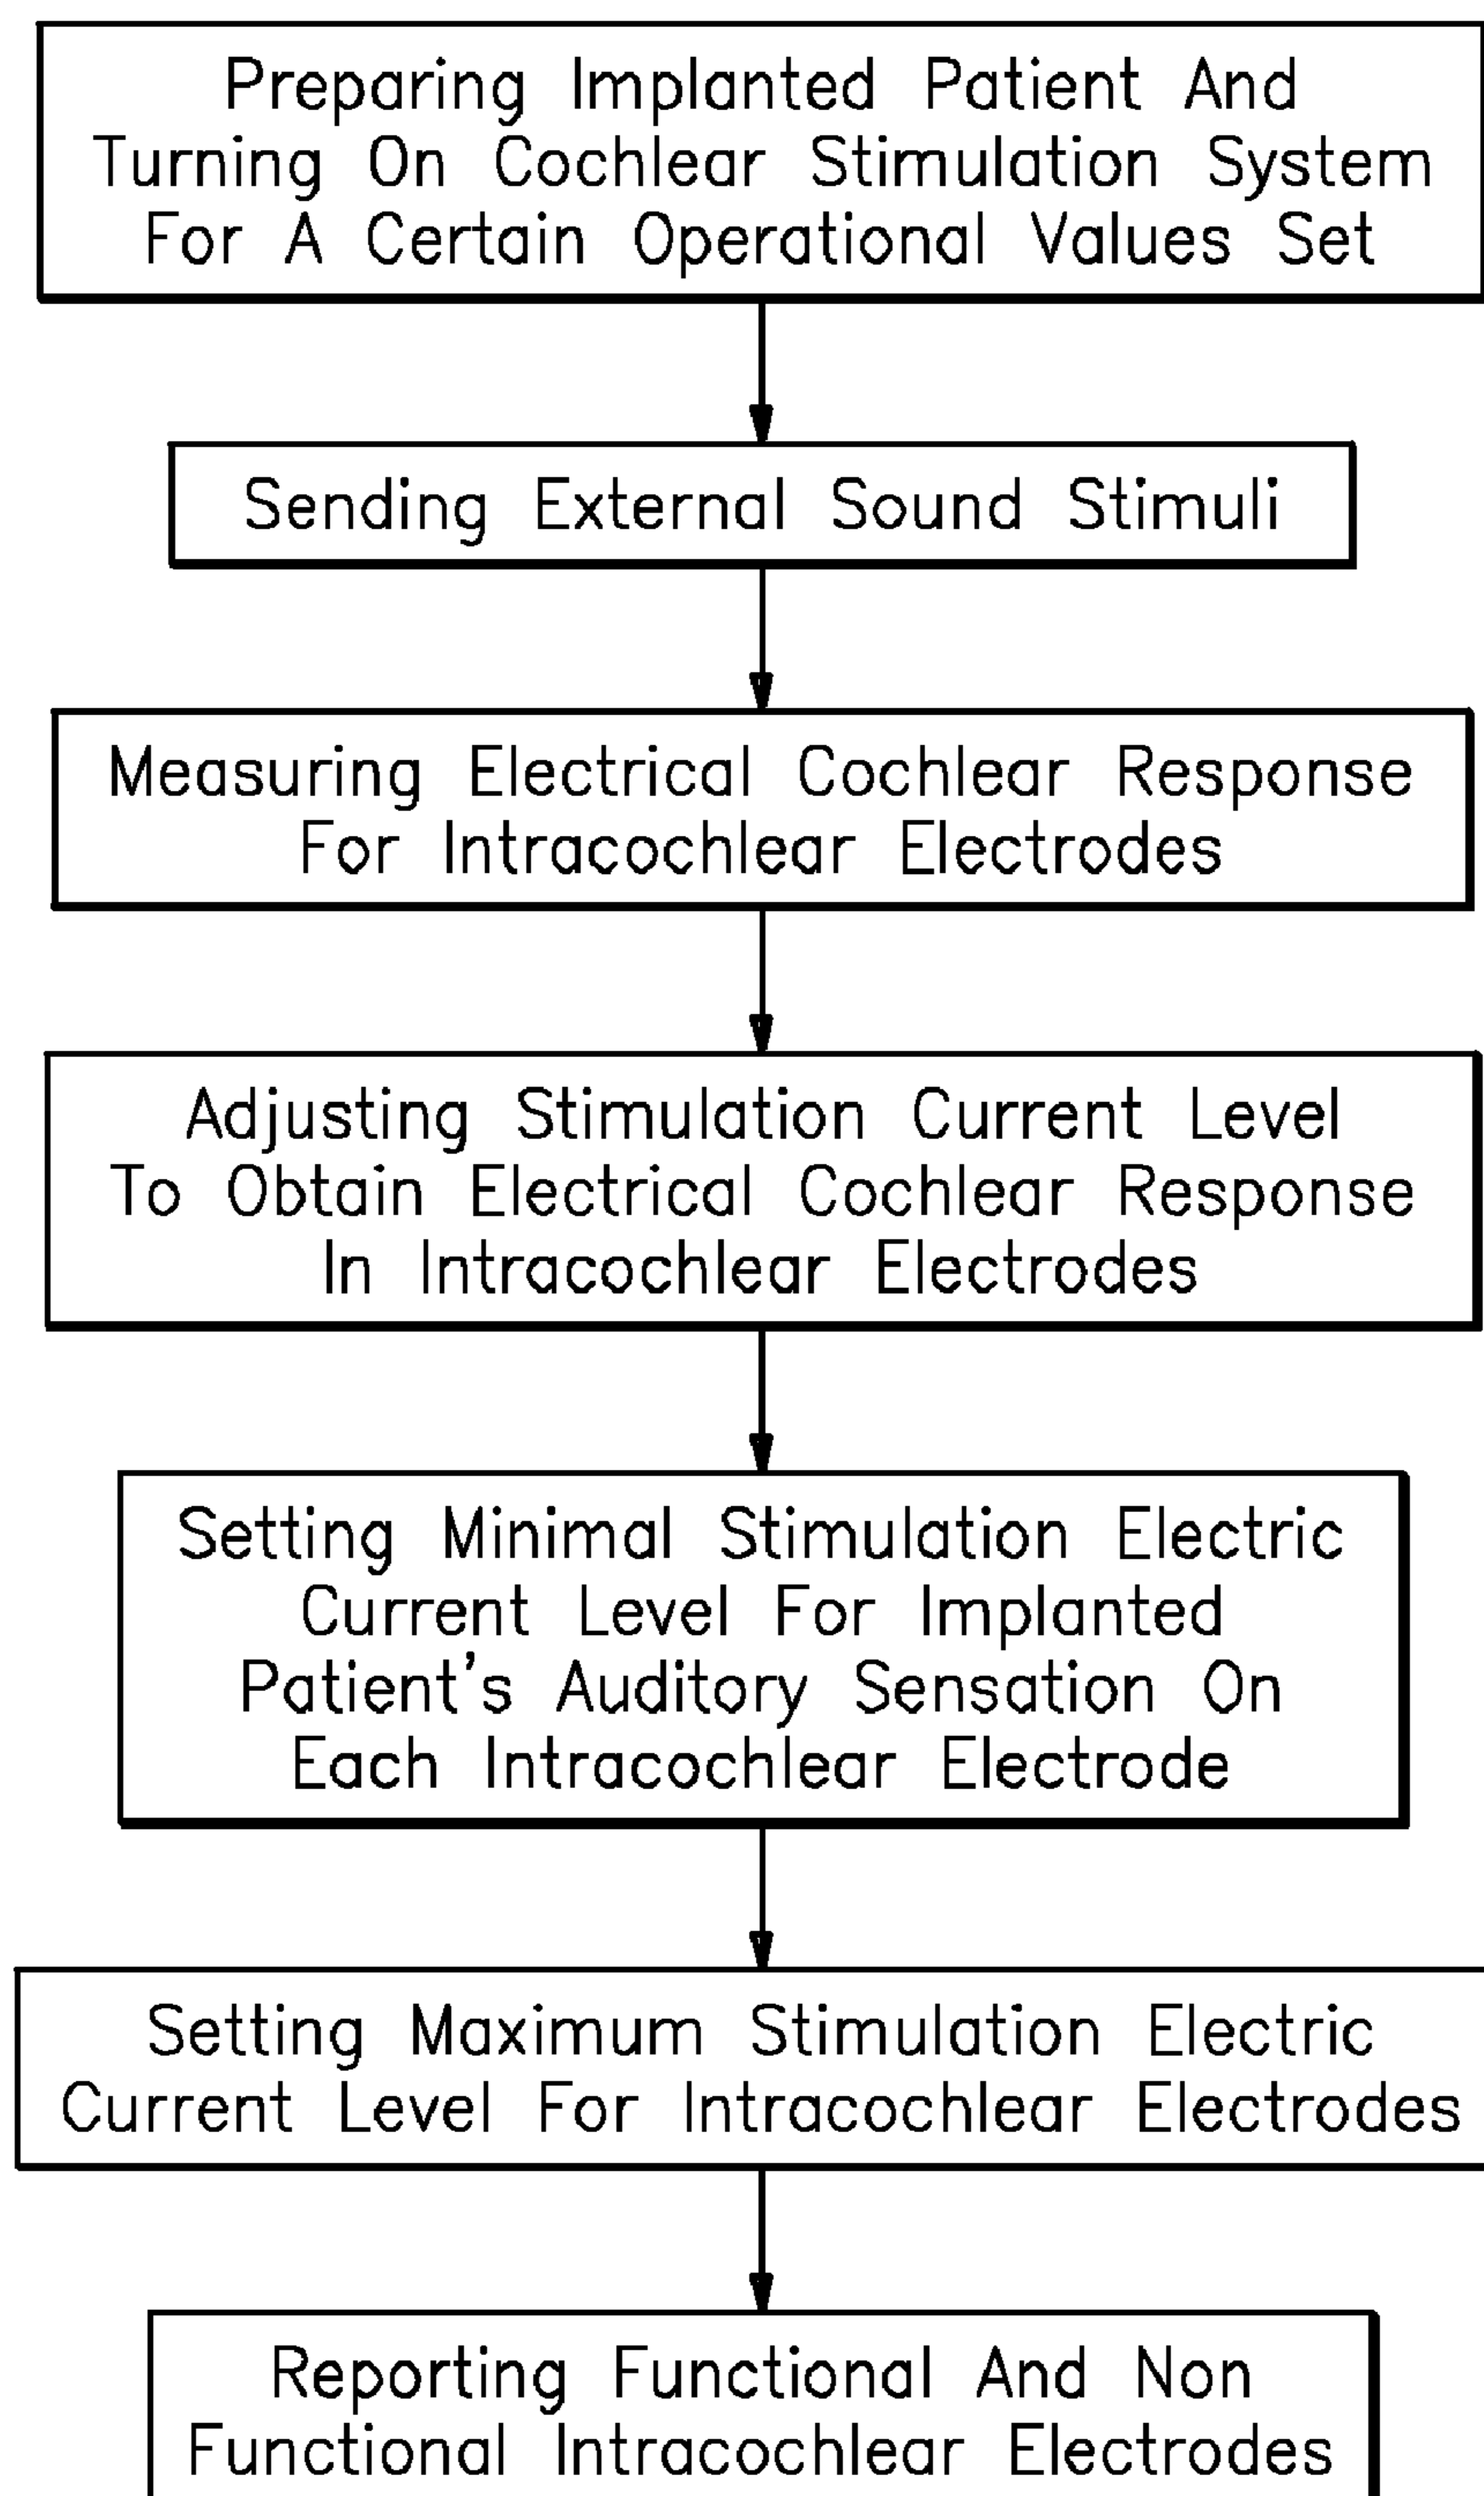 Preparing Implanted Patient And
Turning On Cochlear Stimulation System
For A Certain Operational Values Set
Sending External Sound Stimuli
Measuring Electrical Cochlear Response
For Intracochlear Electrodes
Adjusting Stimulation Current Level
To Obtain Electrical Cochlear Response
In Intracochlear Electrodes
Setting Minimal Stimulation Electric
Current Level For Implanted
Patient's Auditory Sensation On
Each Intracochlear Electrode
Setting Maximum Stimulation Electric
Current Level For Intracochlear Electrodes
Reporting Functional And Non
Functional Intracochlear Electrodes